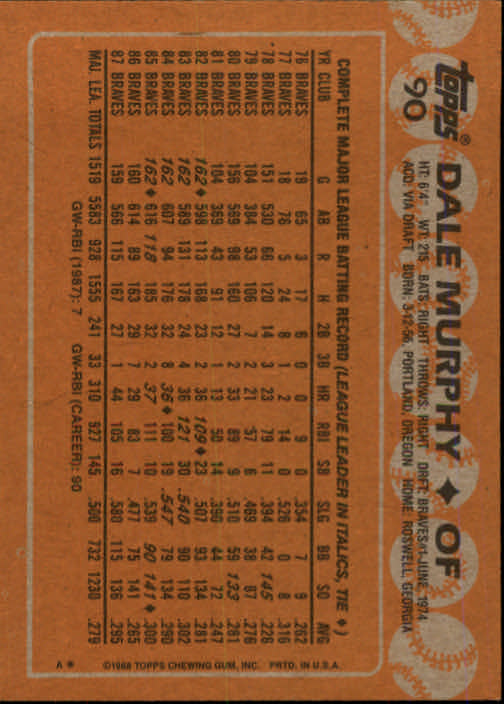 topps® DALE MURPHY ♦ OF
90
HT: 6'4" WT: 215 BATS: RIGHT THROWS: RIGHT DRFT: BRAVES #1-JUNE, 1974
ACQ: VIA DRAFT BORN: 3-12-56, PORTLAND, OREGON HOME: ROSWELL, GEORGIA
COMPLETE MAJOR LEAGUE BATTING RECORD (LEAGUE LEADER IN ITALICS, TIE ♦)
YR CLUB G AB R H 2B 3B HR RBI SB SLG BB SO AVG
76 BRAVES 19 65 3 17 6 0 0 9 0 .354 7 9 .262
77 BRAVES 18 76 5 24 8 1 2 14 0 .526 0 8 .316
78 BRAVES 151 530 66 120 14 3 23 79 11 .394 42 145 .226
79 BRAVES 104 384 53 106 7 2 21 57 6 .469 38 67 .276
80 BRAVES 156 569 98 160 27 2 33 89 9 .510 59 133 .281
81 BRAVES 104 369 43 91 12 1 13 50 14 .390 44 72 .247
82 BRAVES 162♦ 598 113 168 23 2 36 109♦ 23 .507 93 134 .281
83 BRAVES 162 589 131 178 24 4 36 121 30 .540 90 110 .302
84 BRAVES 162 607 94 176 32 8 36♦ 100 19 .547 79 134 .290
85 BRAVES 162♦ 616 118 185 32 2 37 111 10 .539 90 141♦ .300
86 BRAVES 160 614 89 163 29 7 29 83 7 .477 75 141 .265
87 BRAVES 159 566 115 167 27 1 44 105 16 .580 115 136 .295
MAJ. LEA. TOTALS 1519 5583 928 1555 241 33 310 927 145 .500 732 1230 .279
GW-RBI (1987): 7 GW-RBI (CAREER): 90
A✱ ©1988 TOPPS CHEWING GUM, INC. PRTD. IN U.S.A.